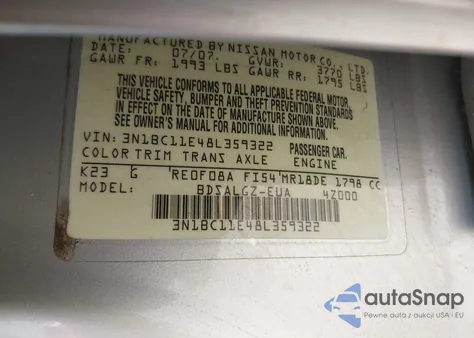 MANUFACTURED BY NISSAN MOTOR CO., LTD.
DATE: 07/07. GVWR: 3770 LBS
GAWR FR: 1993 LBS GAWR RR: 1795 LBS
THIS VEHICLE CONFORMS TO ALL APPLICABLE FEDERAL MOTOR
VEHICLE SAFETY, BUMPER AND THEFT PREVENTION STANDARDS
IN EFFECT ON THE DATE OF MANUFACTURE SHOWN ABOVE.
SEE OWNER'S MANUAL FOR ADDITIONAL INFORMATION.
VIN: 3N1BC11E48L359322 PASSENGER CAR
COLOR TRIM TRANS AXLE ENGINE
K23 G RE0F08A FI54 MR18DE 1798 CC
MODEL: BDSALGZ-EUA 4Z000
3N1BC11E48L359322
autoSnap
Pewne auta z aukcji USA i EU